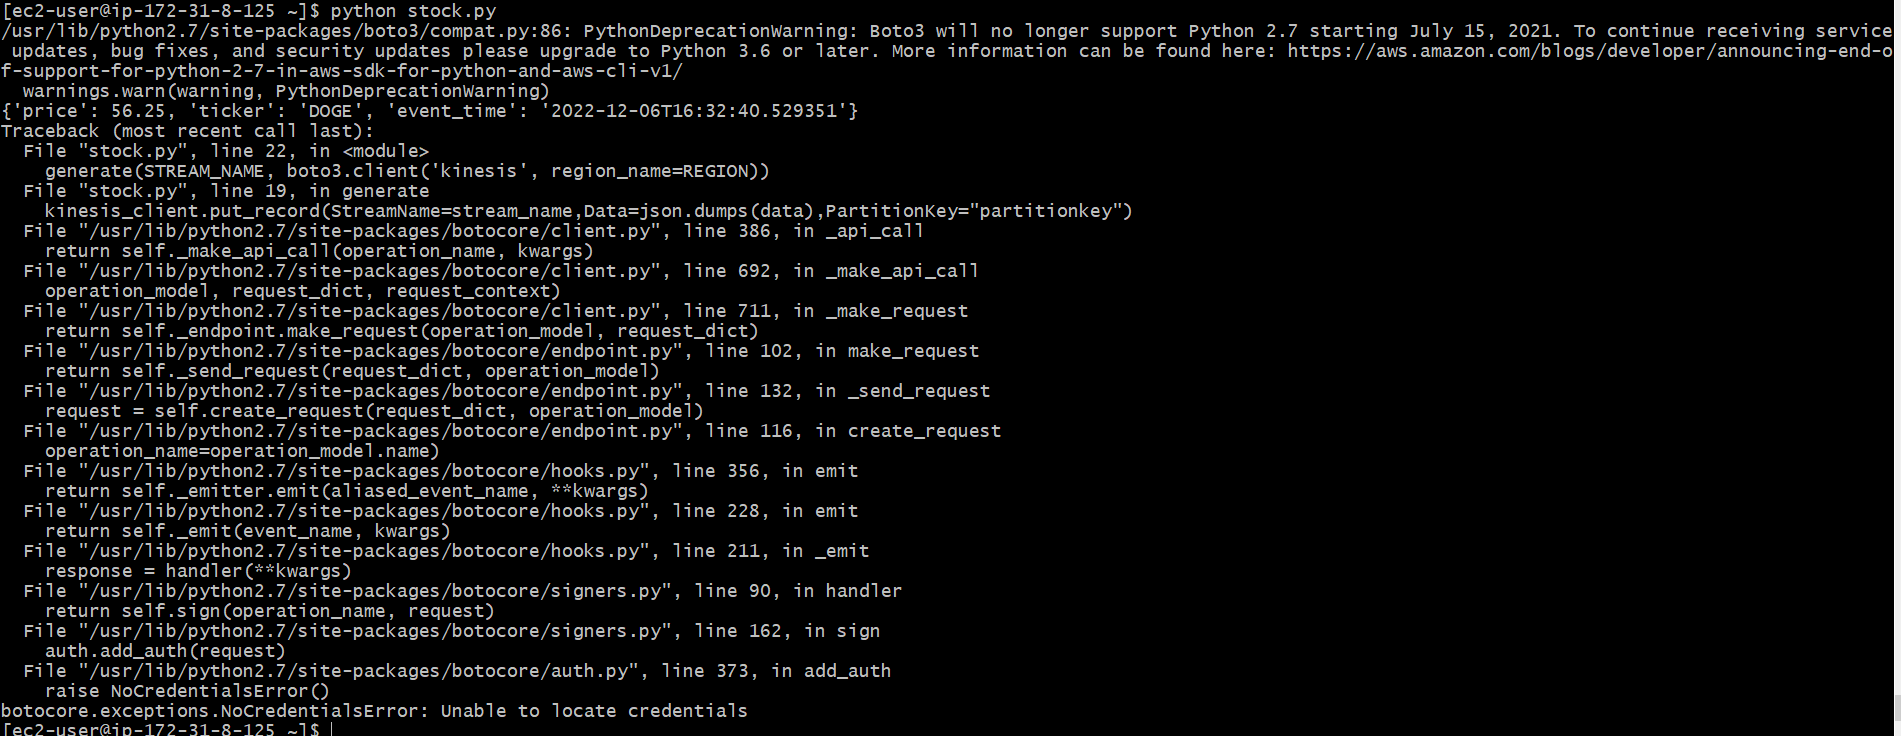 [ec2-user@ip-172-31-8-125 ~]$ python stock.py
/usr/lib/python2.7/site-packages/boto3/compat.py:86: PythonDeprecationWarning: Boto3 will no longer support Python 2.7 starting July 15, 2021. To continue receiving service
 updates, bug fixes, and security updates please upgrade to Python 3.6 or later. More information can be found here: https://aws.amazon.com/blogs/developer/announcing-end-o
f-support-for-python-2-7-in-aws-sdk-for-python-and-aws-cli-v1/
  warnings.warn(warning, PythonDeprecationWarning)
{'price': 56.25, 'ticker': 'DOGE', 'event_time': '2022-12-06T16:32:40.529351'}
Traceback (most recent call last):
  File "stock.py", line 22, in <module>
    generate(STREAM_NAME, boto3.client('kinesis', region_name=REGION))
  File "stock.py", line 19, in generate
    kinesis_client.put_record(StreamName=stream_name,Data=json.dumps(data),PartitionKey="partitionkey")
  File "/usr/lib/python2.7/site-packages/botocore/client.py", line 386, in _api_call
    return self._make_api_call(operation_name, kwargs)
  File "/usr/lib/python2.7/site-packages/botocore/client.py", line 692, in _make_api_call
    operation_model, request_dict, request_context)
  File "/usr/lib/python2.7/site-packages/botocore/client.py", line 711, in _make_request
    return self._endpoint.make_request(operation_model, request_dict)
  File "/usr/lib/python2.7/site-packages/botocore/endpoint.py", line 102, in make_request
    return self._send_request(request_dict, operation_model)
  File "/usr/lib/python2.7/site-packages/botocore/endpoint.py", line 132, in _send_request
    request = self.create_request(request_dict, operation_model)
  File "/usr/lib/python2.7/site-packages/botocore/endpoint.py", line 116, in create_request
    operation_name=operation_model.name)
  File "/usr/lib/python2.7/site-packages/botocore/hooks.py", line 356, in emit
    return self._emitter.emit(aliased_event_name, **kwargs)
  File "/usr/lib/python2.7/site-packages/botocore/hooks.py", line 228, in emit
    return self._emit(event_name, kwargs)
  File "/usr/lib/python2.7/site-packages/botocore/hooks.py", line 211, in _emit
    response = handler(**kwargs)
  File "/usr/lib/python2.7/site-packages/botocore/signers.py", line 90, in handler
    return self.sign(operation_name, request)
  File "/usr/lib/python2.7/site-packages/botocore/signers.py", line 162, in sign
    auth.add_auth(request)
  File "/usr/lib/python2.7/site-packages/botocore/auth.py", line 373, in add_auth
    raise NoCredentialsError()
botocore.exceptions.NoCredentialsError: Unable to locate credentials
[ec2-user@ip-172-31-8-125 ~]$